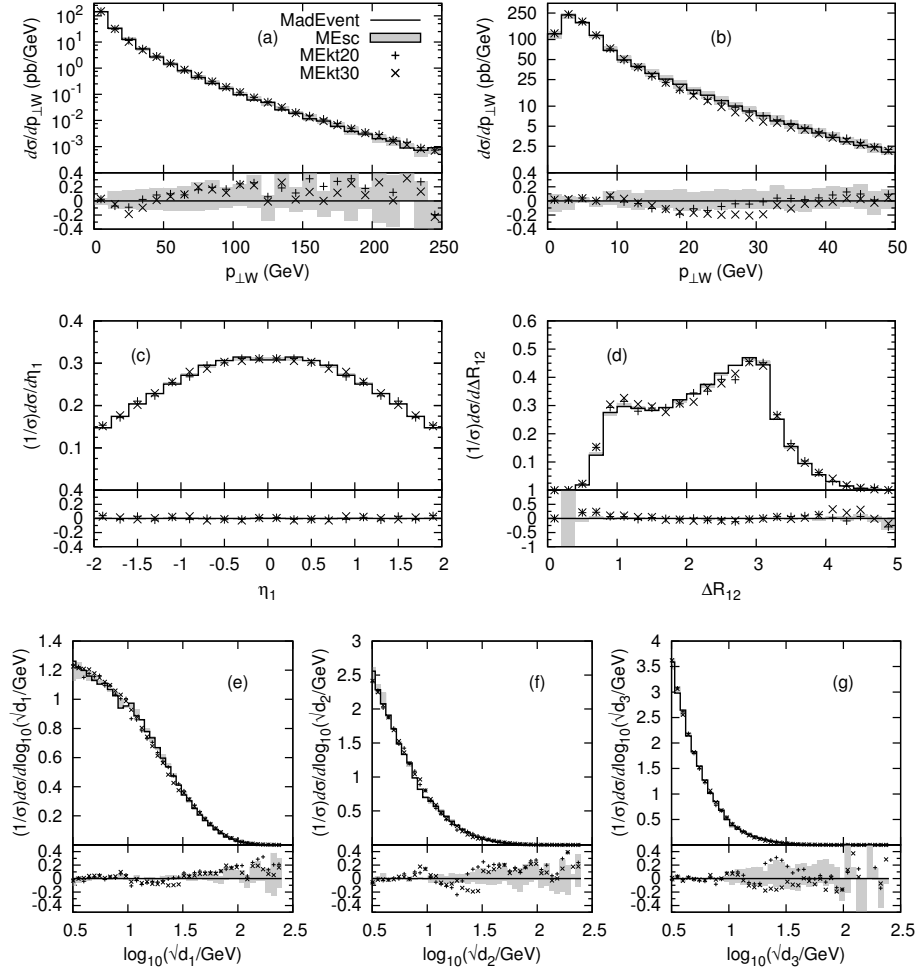 MadEvent
MEsc
MEkt20
MEkt30
(a)
dσ/dp⊥W (pb/GeV)
10²
10¹
10⁰
10⁻¹
10⁻²
10⁻³
0.4
0.2
0
-0.2
-0.4
0 50 100 150 200 250
p⊥W (GeV)
(b)
dσ/dp⊥W (pb/GeV)
250
100
50
25
10
5
2.5
0.4
0.2
0
-0.2
-0.4
0 10 20 30 40 50
p⊥W (GeV)
(c)
(1/σ)dσ/dη₁
0.4
0.3
0.2
0.1
0.4
0.2
0
-0.2
-0.4
-2 -1.5 -1 -0.5 0 0.5 1 1.5 2
η₁
(d)
(1/σ)dσ/dΔR₁₂
0.6
0.5
0.4
0.3
0.2
0.1
1
0.5
0
-0.5
-1
0 1 2 3 4 5
ΔR₁₂
(e)
(1/σ)dσ/dlog₁₀(√d₁/GeV)
1.4
1.2
1
0.8
0.6
0.4
0.2
0.4
0.2
0
-0.2
-0.4
0.5 1.0 1.5 2.0 2.5
log₁₀(√d₁/GeV)
(f)
(1/σ)dσ/dlog₁₀(√d₂/GeV)
3
2.5
2
1.5
1
0.5
0.4
0.2
0
-0.2
-0.4
0.5 1.0 1.5 2.0 2.5
log₁₀(√d₂/GeV)
(g)
(1/σ)dσ/dlog₁₀(√d₃/GeV)
4
3.5
3
2.5
2
1.5
1
0.5
0.4
0.2
0
-0.2
-0.4
0.5 1.0 1.5 2.0 2.5
log₁₀(√d₃/GeV)